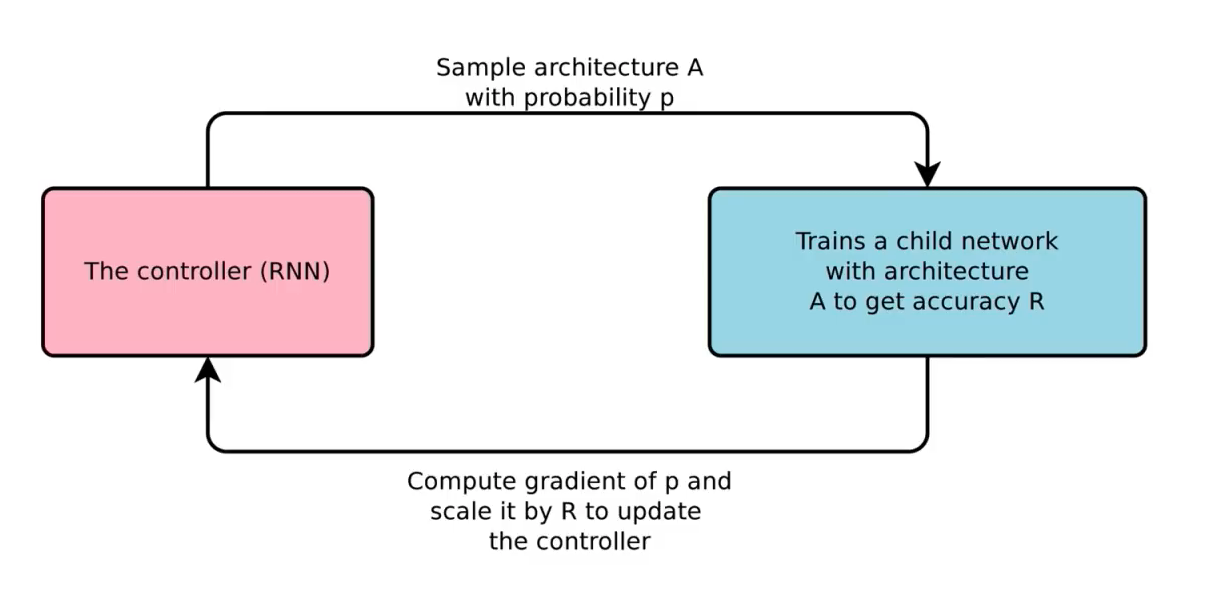 Sample architecture A
with probability p
The controller (RNN)
Trains a child network
with architecture
A to get accuracy R
Compute gradient of p and
scale it by R to update
the controller